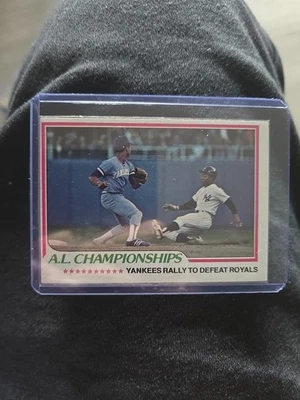 A.L. CHAMPIONSHIPS
YANKEES RALLY TO DEFEAT ROYALS